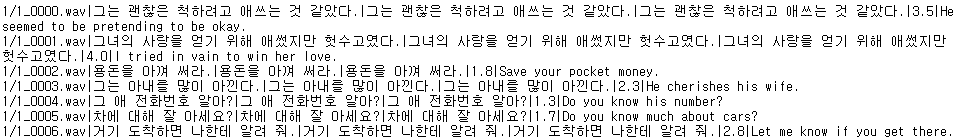 1/1_0000.wav|그는 괜찮은 척하려고 애쓰는 것 같았다.|그는 괜찮은 척하려고 애쓰는 것 같았다.|그는 괜찮은 척하려고 애쓰는 것 같았다.|3.5|He
seemed to be pretending to be okay.
1/1_0001.wav|그녀의 사랑을 얻기 위해 애썼지만 헛수고였다.|그녀의 사랑을 얻기 위해 애썼지만 헛수고였다.|그녀의 사랑을 얻기 위해 애썼지만
헛수고였다.|4.0|I tried in vain to win her love.
1/1_0002.wav|용돈을 아껴 써라.|용돈을 아껴 써라.|용돈을 아껴 써라.|1.8|Save your pocket money.
1/1_0003.wav|그는 아내를 많이 아낀다.|그는 아내를 많이 아낀다.|그는 아내를 많이 아낀다.|2.3|He cherishes his wife.
1/1_0004.wav|그 애 전화번호 알아?|그 애 전화번호 알아?|그 애 전화번호 알아?|1.3|Do you know his number?
1/1_0005.wav|차에 대해 잘 아세요?|차에 대해 잘 아세요?|차에 대해 잘 아세요?|1.7|Do you know much about cars?
1/1_0006.wav|거기 도착하면 나한테 알려 줘.|거기 도착하면 나한테 알려 줘.|거기 도착하면 나한테 알려 줘.|2.8|Let me know if you get there.